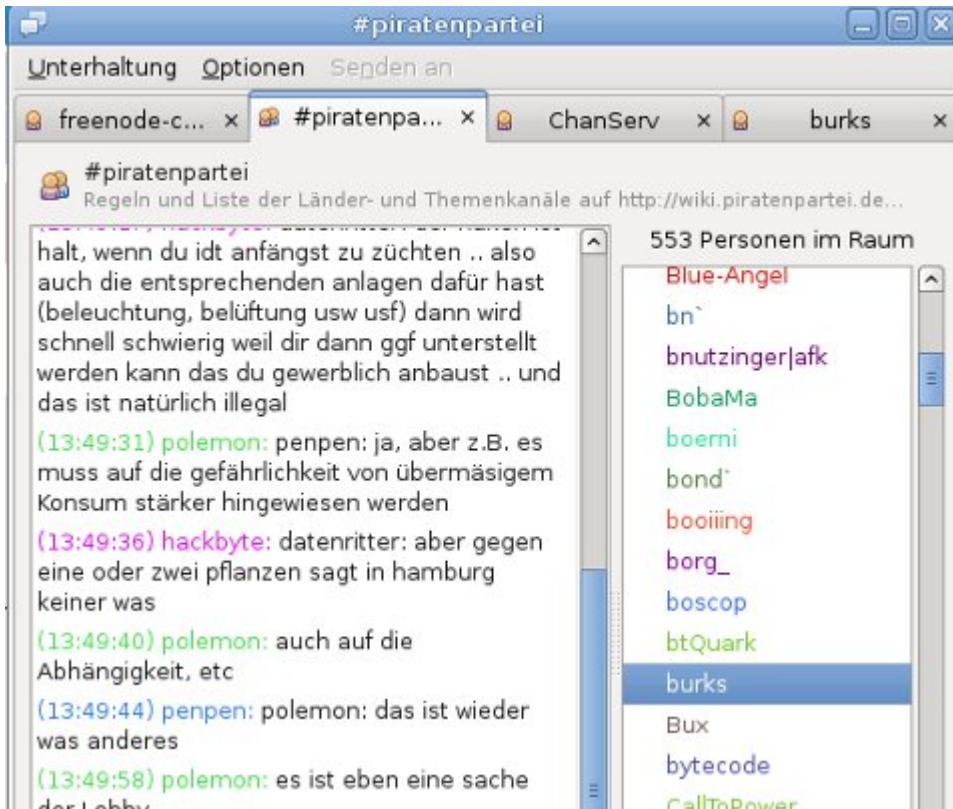 #piratenpartei
Unterhaltung Optionen Senden an
freenode-c... #piratenpa... ChanServ burks
#piratenpartei
Regeln und Liste der Länder- und Themenkanäle auf http://wiki.piratenpartei.de...
553 Personen im Raum
halt, wenn du idt anfängst zu züchten .. also
auch die entsprechenden anlagen dafür hast
(beleuchtung, belüftung usw usf) dann wird
schnell schwierig weil dir dann ggf unterstellt
werden kann das du gewerblich anbaust .. und
das ist natürlich illegal
(13:49:31) polemon: penpen: ja, aber z.B. es
muss auf die gefährlichkeit von übermäsigem
Konsum stärker hingewiesen werden
(13:49:36) hackbyte: datenritter: aber gegen
eine oder zwei pflanzen sagt in hamburg
keiner was
(13:49:40) polemon: auch auf die
Abhängigkeit, etc
(13:49:44) penpen: polemon: das ist wieder
was anderes
(13:49:58) polemon: es ist eben eine sache
der Lobby
Blue-Angel
bn`
bnutzinger|afk
BobaMa
boerni
bond`
booiiing
borg_
boscop
btQuark
burks
Bux
bytecode
CallToPower